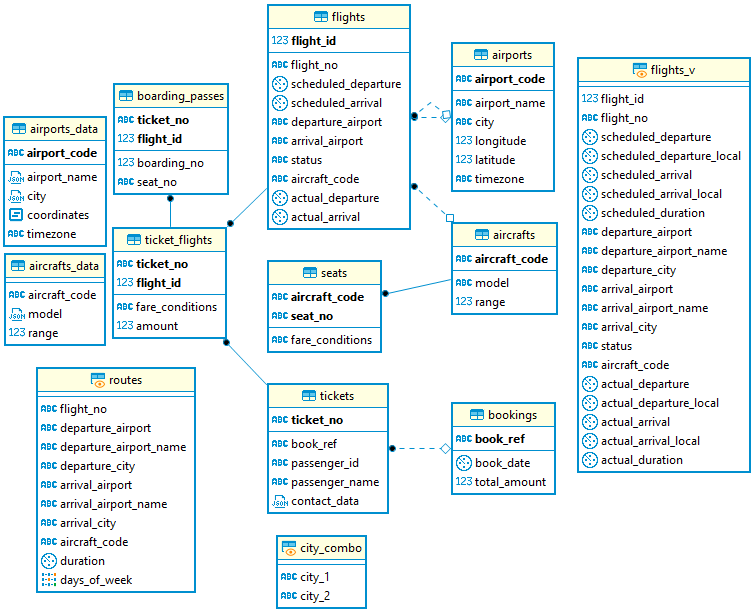 flights
123 flight_id
ABC flight_no
scheduled_departure
scheduled_arrival
ABC departure_airport
ABC arrival_airport
ABC status
ABC aircraft_code
actual_departure
actual_arrival
airports
ABC airport_code
ABC airport_name
ABC city
123 longitude
123 latitude
ABC timezone
flights_v
123 flight_id
ABC flight_no
scheduled_departure
scheduled_departure_local
scheduled_arrival
scheduled_arrival_local
scheduled_duration
ABC departure_airport
ABC departure_airport_name
ABC departure_city
ABC arrival_airport
ABC arrival_airport_name
ABC arrival_city
ABC status
ABC aircraft_code
actual_departure
actual_departure_local
actual_arrival
actual_arrival_local
actual_duration
boarding_passes
ABC ticket_no
123 flight_id
123 boarding_no
ABC seat_no
airports_data
ABC airport_code
JSON airport_name
JSON city
coordinates
ABC timezone
ticket_flights
ABC ticket_no
123 flight_id
ABC fare_conditions
123 amount
aircrafts_data
ABC aircraft_code
JSON model
123 range
seats
ABC aircraft_code
ABC seat_no
ABC fare_conditions
aircrafts
ABC aircraft_code
ABC model
123 range
routes
ABC flight_no
ABC departure_airport
ABC departure_airport_name
ABC departure_city
ABC arrival_airport
ABC arrival_airport_name
ABC arrival_city
ABC aircraft_code
duration
days_of_week
tickets
ABC ticket_no
ABC book_ref
ABC passenger_id
ABC passenger_name
JSON contact_data
bookings
ABC book_ref
book_date
123 total_amount
city_combo
ABC city_1
ABC city_2